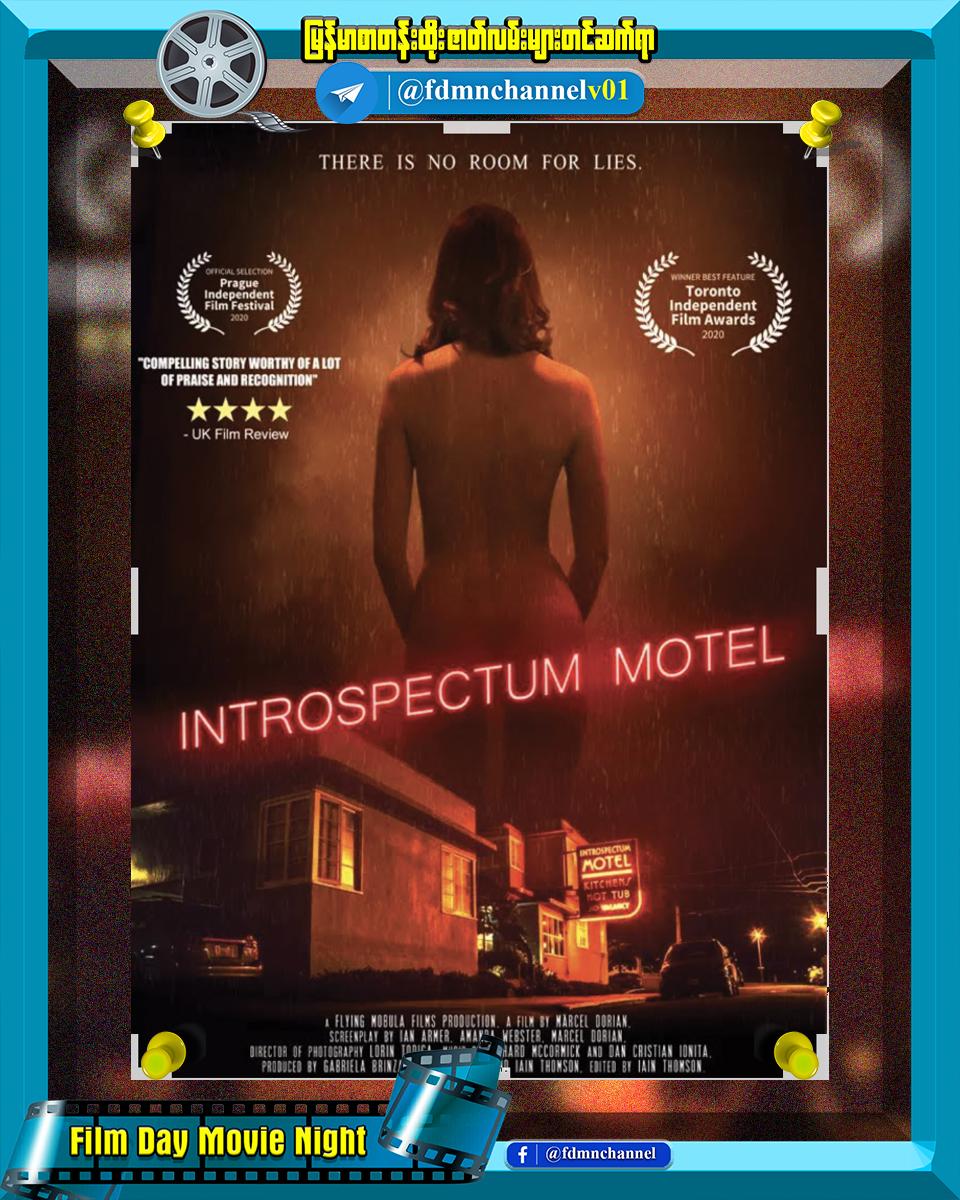 မြန်မာစာတန်းထိုးဇာတ်လမ်းများတင်ဆက်ရာ
@fdmnchannelv01
THERE IS NO ROOM FOR LIES.
OFFICIAL SELECTION
Prague
Independent
Film Festival
2020
WINNER BEST FEATURE
Toronto
Independent
Film Awards
2020
"COMPELLING STORY WORTHY OF A LOT
OF PRAISE AND RECOGNITION"
- UK Film Review
INTROSPECTUM MOTEL
INTROSPECTUM
MOTEL
KITCHENS
HOT TUB
VACANCY
A FLYING MOBULA FILMS PRODUCTION, A FILM BY MARCEL DORIAN,
SCREENPLAY BY IAN ARMER, AMANDA WEBSTER, MARCEL DORIAN,
DIRECTOR OF PHOTOGRAPHY LORIN MCCORMICK AND DAN CRISTIAN IONITA,
PRODUCED BY GABRIELA IAIN THOMSON, EDITED BY IAIN THOMSON.
Film Day Movie Night
f @fdmnchannel